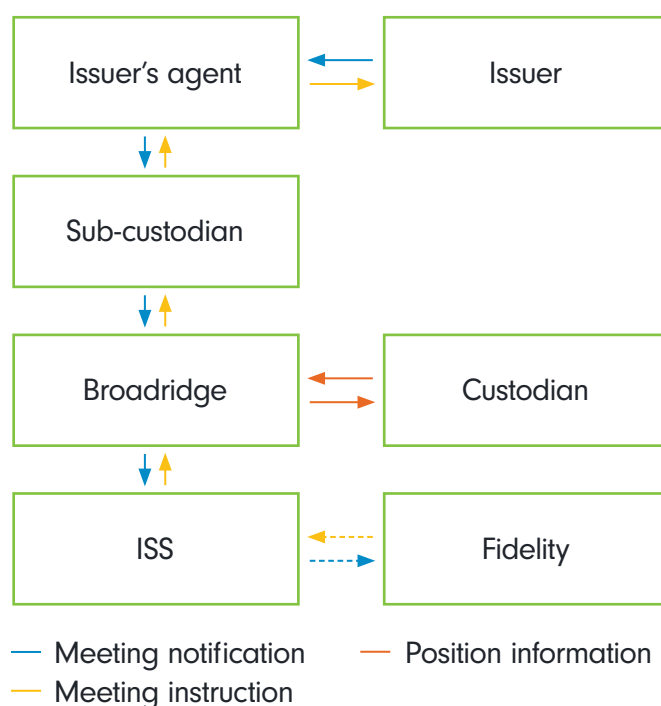 Issuer’s agent
Issuer
Sub-custodian
Broadridge
Custodian
ISS
Fidelity
Meeting notification
Position information
Meeting instruction